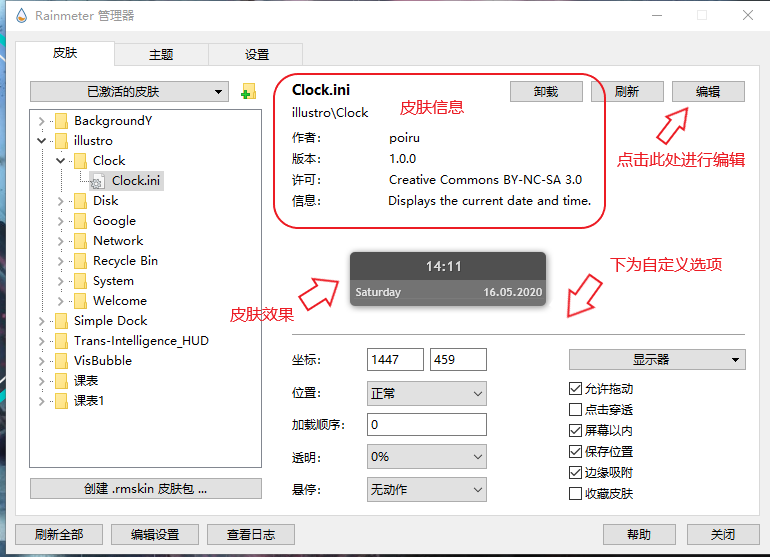 Rainmeter 管理器
皮肤
主题
设置
已激活的皮肤
BackgroundY
illustro
Clock
Clock.ini
Disk
Google
Network
Recycle Bin
System
Welcome
Simple Dock
Trans-Intelligence_HUD
VisBubble
课表
课表1
创建 .rmskin 皮肤包 ...
Clock.ini
皮肤信息
illustro\Clock
作者: poiru
版本: 1.0.0
许可: Creative Commons BY-NC-SA 3.0
信息: Displays the current date and time.
卸载
刷新
编辑
点击此处进行编辑
14:11
Saturday 16.05.2020
皮肤效果
下为自定义选项
坐标: 1447 459
位置: 正常
加载顺序: 0
透明: 0%
悬停: 无动作
显示器
允许拖动
点击穿透
屏幕以内
保存位置
边缘吸附
收藏皮肤
刷新全部
编辑设置
查看日志
帮助
关闭